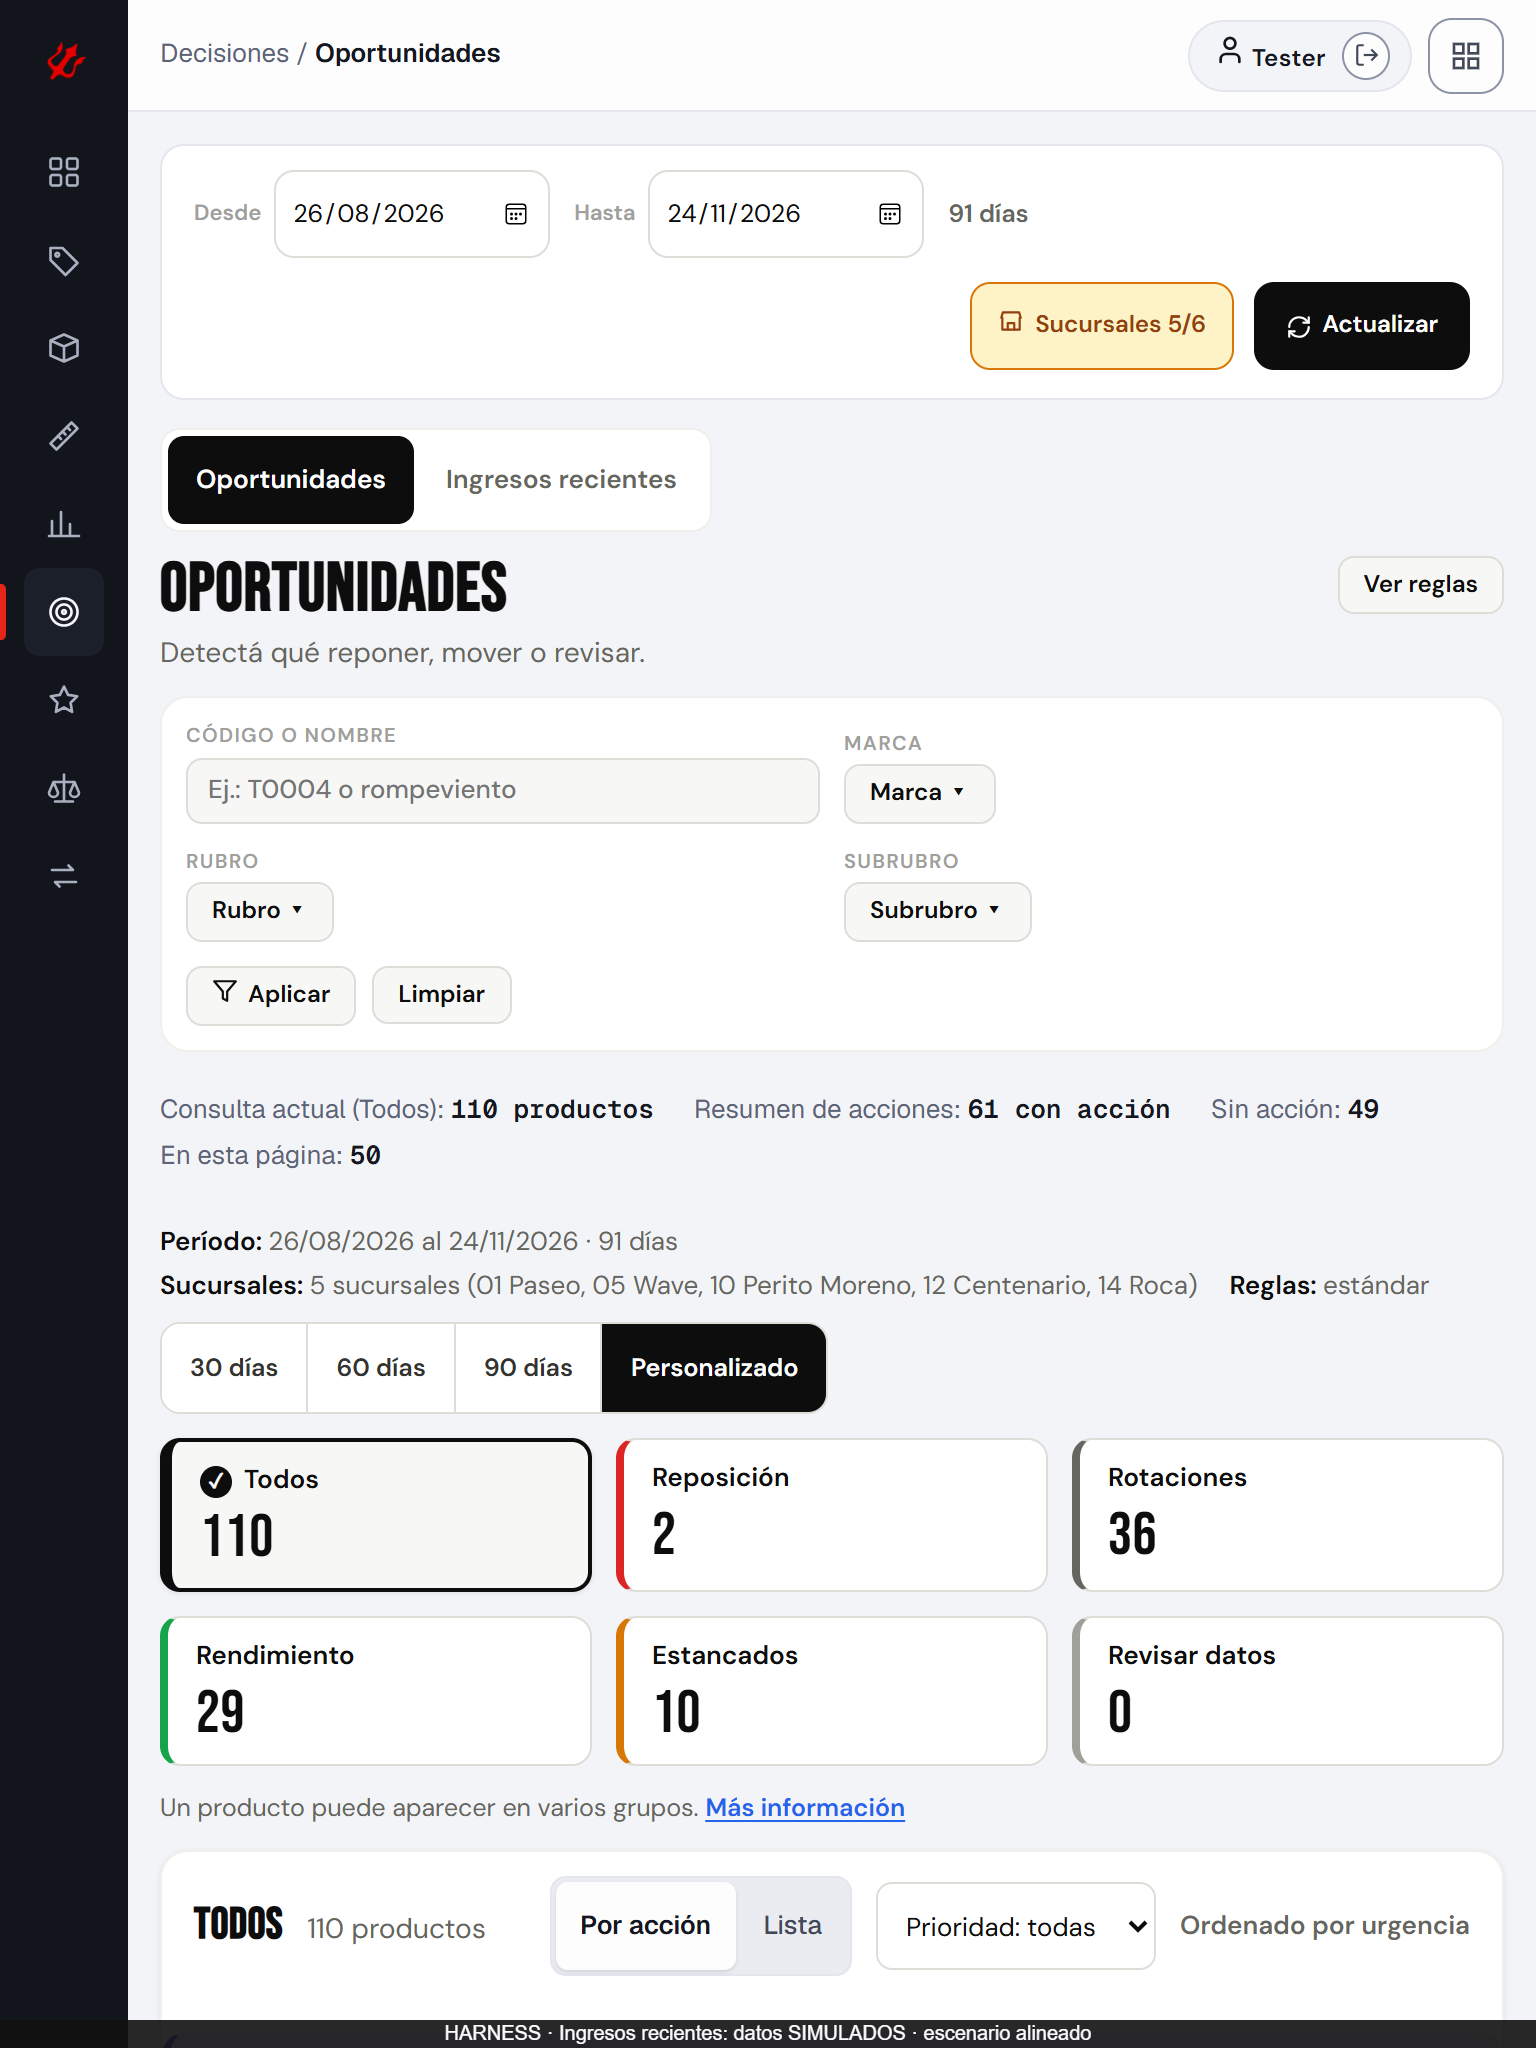 Decisiones / Oportunidades
Tester
Desde 26/08/2026 Hasta 24/11/2026 91 días
Sucursales 5/6 Actualizar
Oportunidades Ingresos recientes
OPORTUNIDADES
Ver reglas
Detectá qué reponer, mover o revisar.
CÓDIGO O NOMBRE
MARCA
Ej.: T0004 o rompeviento
Marca ▾
RUBRO SUBRUBRO
Rubro ▾ Subrubro ▾
Aplicar Limpiar
Consulta actual (Todos): 110 productos Resumen de acciones: 61 con acción Sin acción: 49
En esta página: 50
Período: 26/08/2026 al 24/11/2026 · 91 días
Sucursales: 5 sucursales (01 Paseo, 05 Wave, 10 Perito Moreno, 12 Centenario, 14 Roca) Reglas: estándar
30 días 60 días 90 días Personalizado
Todos Reposición Rotaciones
110 2 36
Rendimiento Estancados Revisar datos
29 10 0
Un producto puede aparecer en varios grupos. Más información
TODOS 110 productos Por acción Lista Prioridad: todas Ordenado por urgencia
HARNESS · Ingresos recientes: datos SIMULADOS · escenario alineado